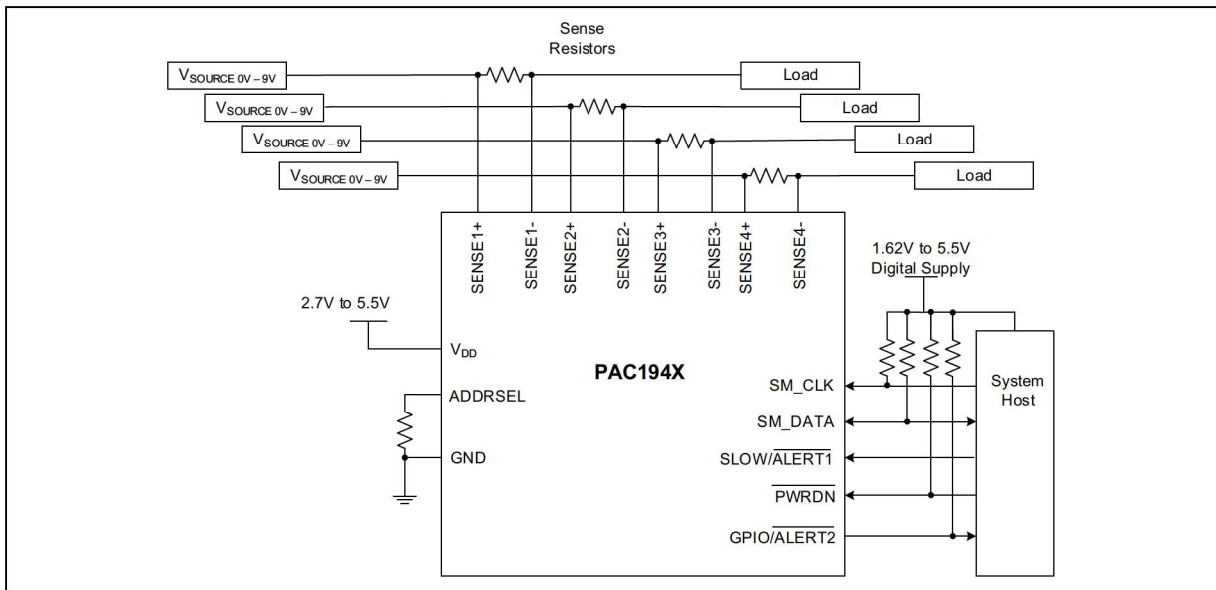 Sense
Resistors
VSOURCE 0V – 9V
Load
VSOURCE 0V – 9V
Load
VSOURCE 0V – 9V
Load
VSOURCE 0V – 9V
Load
SENSE1+
SENSE1-
SENSE2+
SENSE2-
SENSE3+
SENSE3-
SENSE4+
SENSE4-
1.62V to 5.5V
Digital Supply
2.7V to 5.5V
VDD
PAC194X
ADDRSEL
GND
SM_CLK
SM_DATA
SLOW/ALERT1
PWRDN
GPIO/ALERT2
System
Host